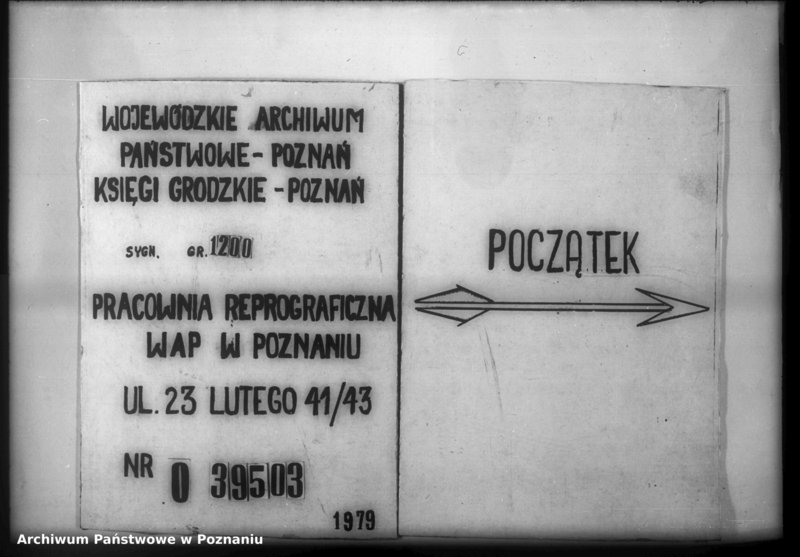 WOJEWÓDZKIE ARCHIWUM
PAŃSTWOWE - POZNAŃ
KSIĘGI GRODZKIE - POZNAŃ
SYGN. GR. 1200
PRACOWNIA REPROGRAFICZNA
WAP W POZNANIU
UL. 23 LUTEGO 41/43
NR 0 39503
1979
POCZĄTEK
Archiwum Państwowe w Poznaniu